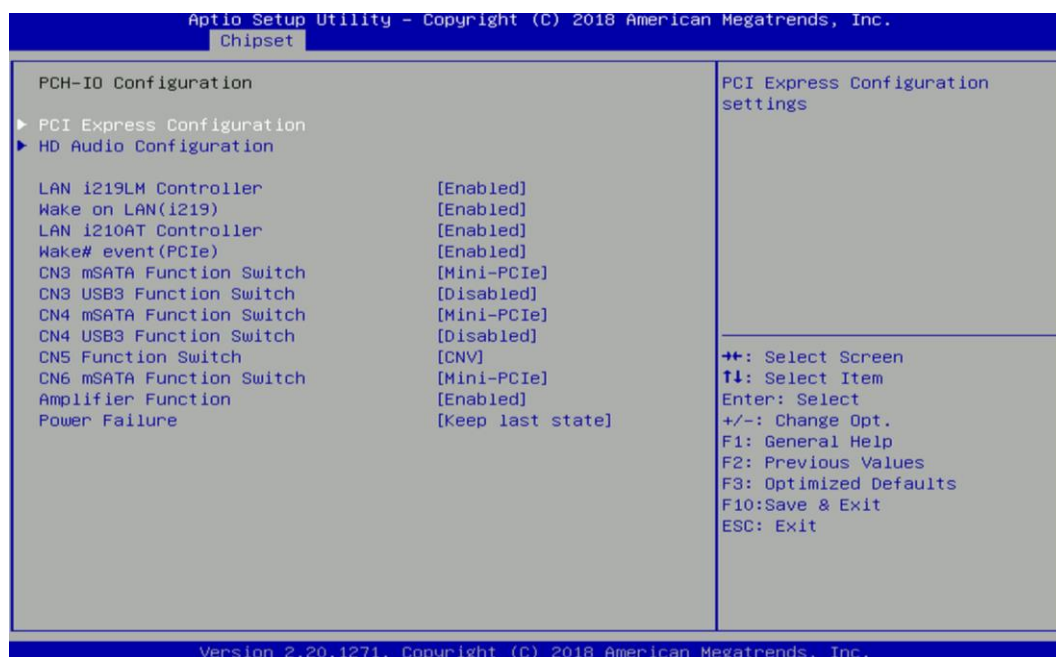 Aptio Setup Utility – Copyright (C) 2018 American Megatrends, Inc.
Chipset
PCH-IO Configuration
PCI Express Configuration
HD Audio Configuration
LAN i219LM Controller [Enabled]
Wake on LAN(i219) [Enabled]
LAN i210AT Controller [Enabled]
Wake# event(PCIe) [Enabled]
CN3 mSATA Function Switch [Mini-PCIe]
CN3 USB3 Function Switch [Disabled]
CN4 mSATA Function Switch [Mini-PCIe]
CN4 USB3 Function Switch [Disabled]
CN5 Function Switch [CNV]
CN6 mSATA Function Switch [Mini-PCIe]
Amplifier Function [Enabled]
Power Failure [Keep last state]
PCI Express Configuration
settings
→←: Select Screen
↑↓: Select Item
Enter: Select
+/-: Change Opt.
F1: General Help
F2: Previous Values
F3: Optimized Defaults
F10:Save & Exit
ESC: Exit
Version 2.20.1271. Copyright (C) 2018 American Megatrends, Inc.